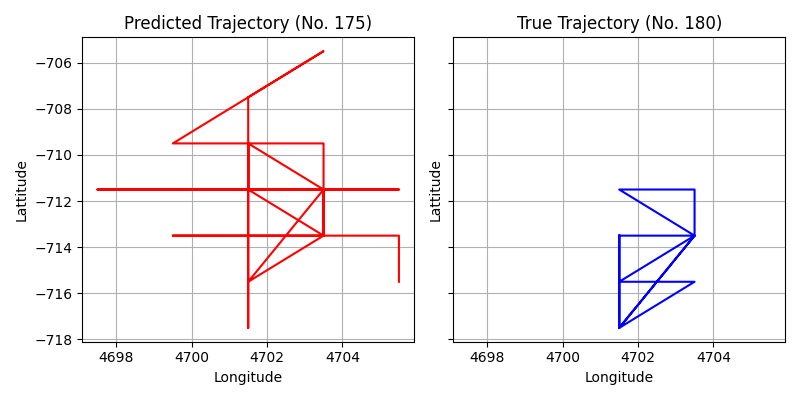 Predicted Trajectory (No. 175)
True Trajectory (No. 180)
−706
−708
−710
−712
−714
−716
−718
Lattitude
Lattitude
4698
4700
4702
4704
4698
4700
4702
4704
Longitude
Longitude